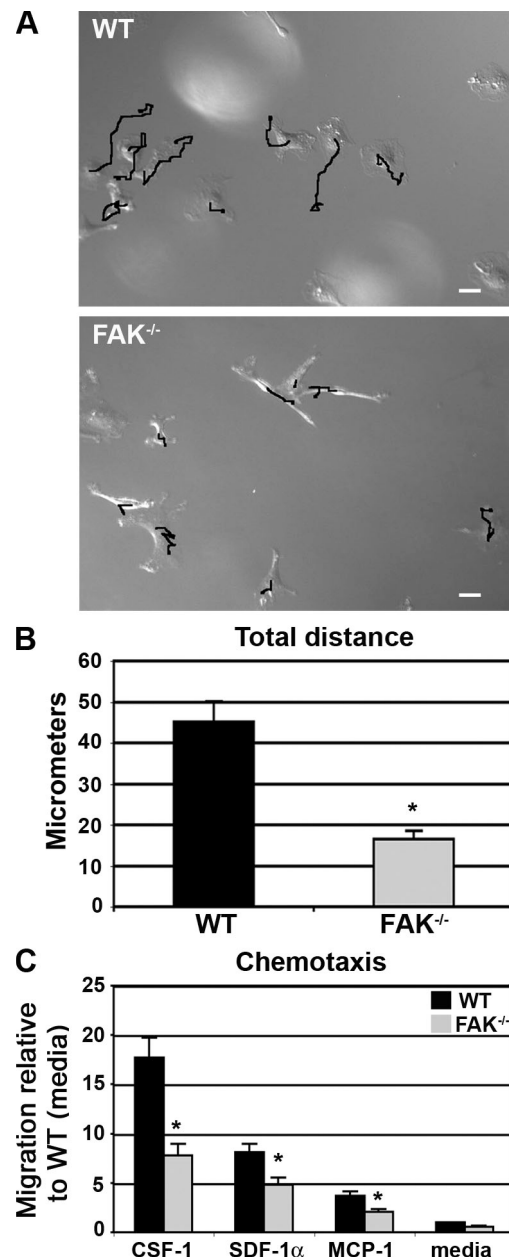 A
WT
FAK-/-
B
Total distance
Micrometers
60
50
40
30
20
10
0
WT
FAK-/-
C
Chemotaxis
Migration relative
to WT (media)
25
20
15
10
5
0
WT
FAK-/-
*
*
*
*
CSF-1
SDF-1α
MCP-1
media